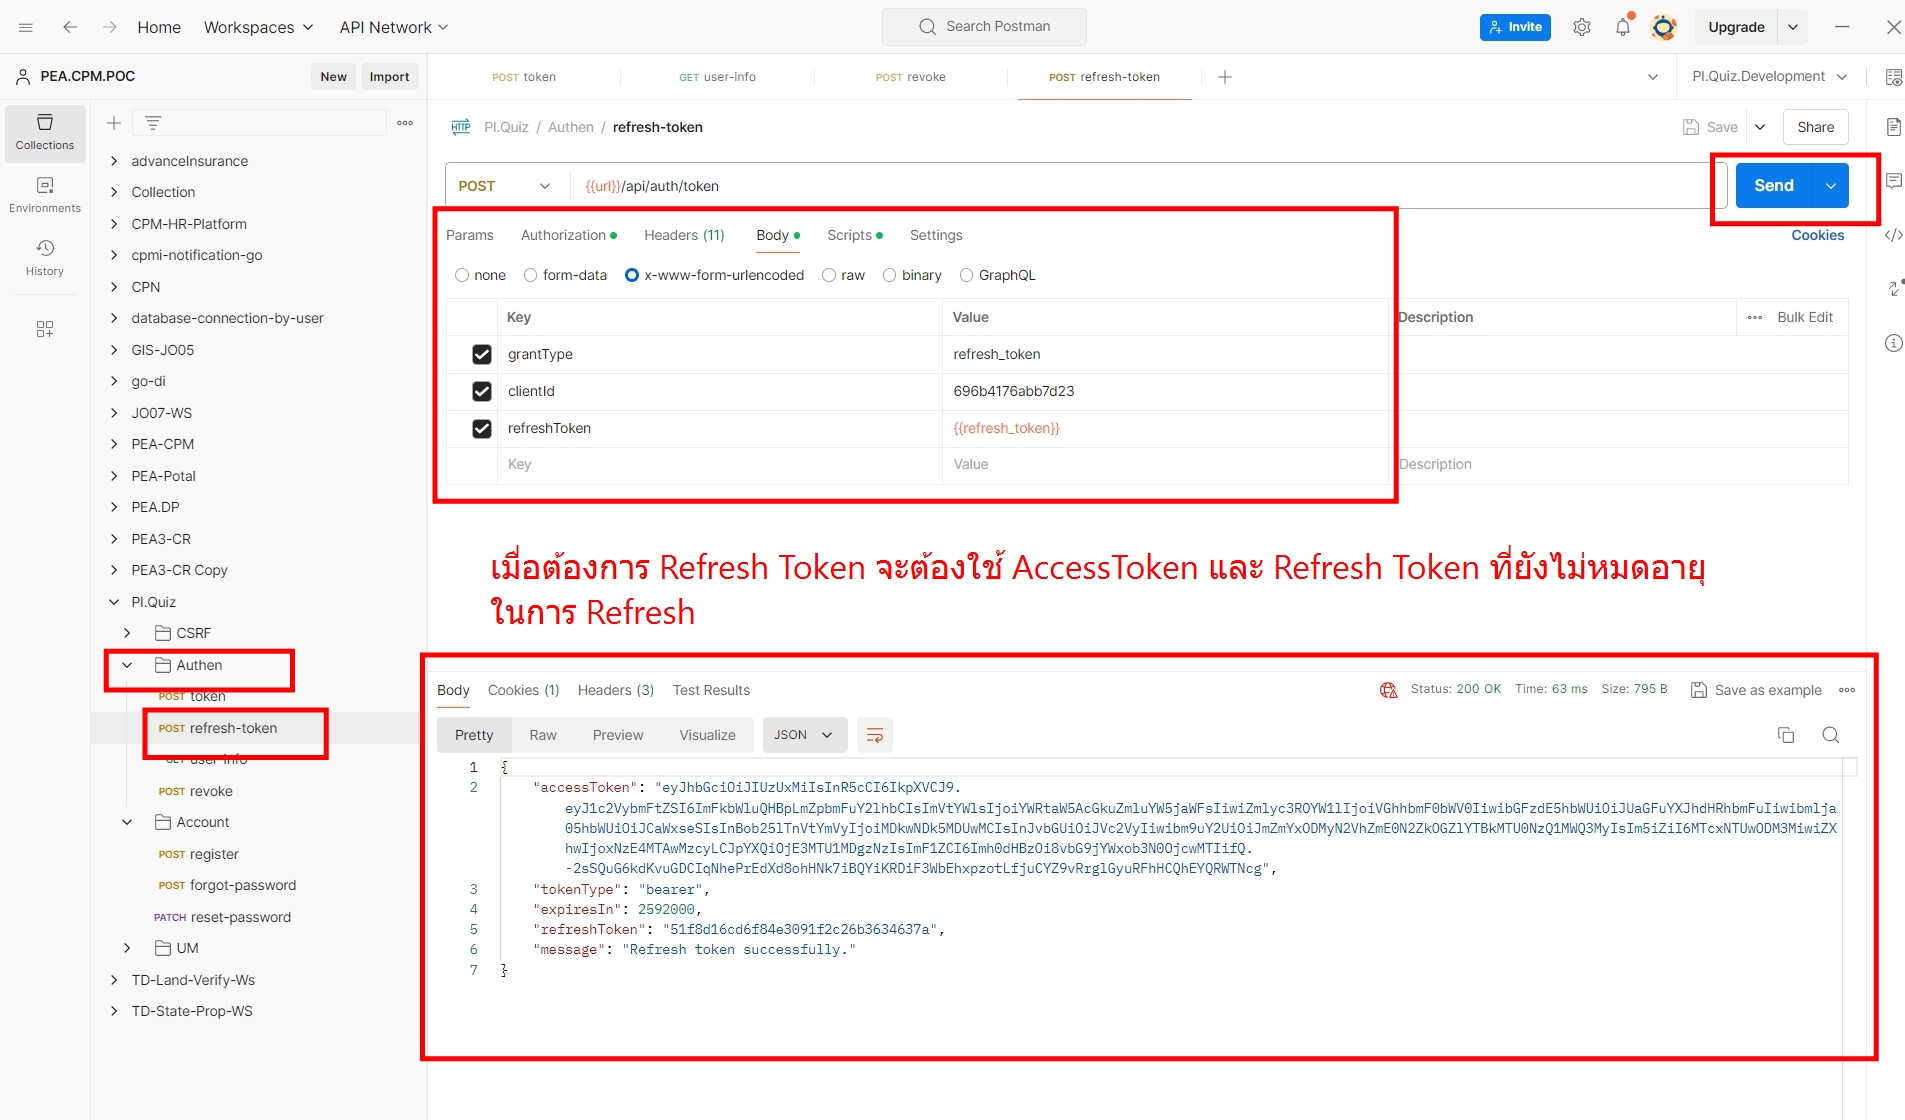 Home Workspaces API Network Search Postman Invite Upgrade
PEA.CPM.POC New Import POST token GET user-info POST revoke POST refresh-token PI.Quiz.Development
Collections
Environments
History
advanceInsurance
Collection
CPM-HR-Platform
cpmi-notification-go
CPN
database-connection-by-user
GIS-JO05
go-di
JO07-WS
PEA-CPM
PEA-Potal
PEA.DP
PEA3-CR
PEA3-CR Copy
PI.Quiz
CSRF
Authen
POST token
POST refresh-token
GET user-info
POST revoke
Account
POST register
POST forgot-password
PATCH reset-password
UM
TD-Land-Verify-Ws
TD-State-Prop-WS
HTTP PI.Quiz / Authen / refresh-token Save Share
POST {{url}}/api/auth/token Send
Params Authorization Headers (11) Body Scripts Settings Cookies
none form-data x-www-form-urlencoded raw binary GraphQL
Key Value Description Bulk Edit
grantType refresh_token
clientId 696b4176abb7d23
refreshToken {{refresh_token}}
Key Value Description
เมื่อต้องการ Refresh Token จะต้องใช้ AccessToken และ Refresh Token ที่ยังไม่หมดอายุ
ในการ Refresh
Body Cookies (1) Headers (3) Test Results Status: 200 OK Time: 63 ms Size: 795 B Save as example
Pretty Raw Preview Visualize JSON
1 {
2 "accessToken": "eyJhbGciOiJIUzUxMiIsInR5cCI6IkpXVCJ9.
3 "tokenType": "bearer",
4 "expiresIn": 2592000,
5 "refreshToken": "51f8d16cd6f84e3091f2c26b3634637a",
6 "message": "Refresh token successfully."
7 }